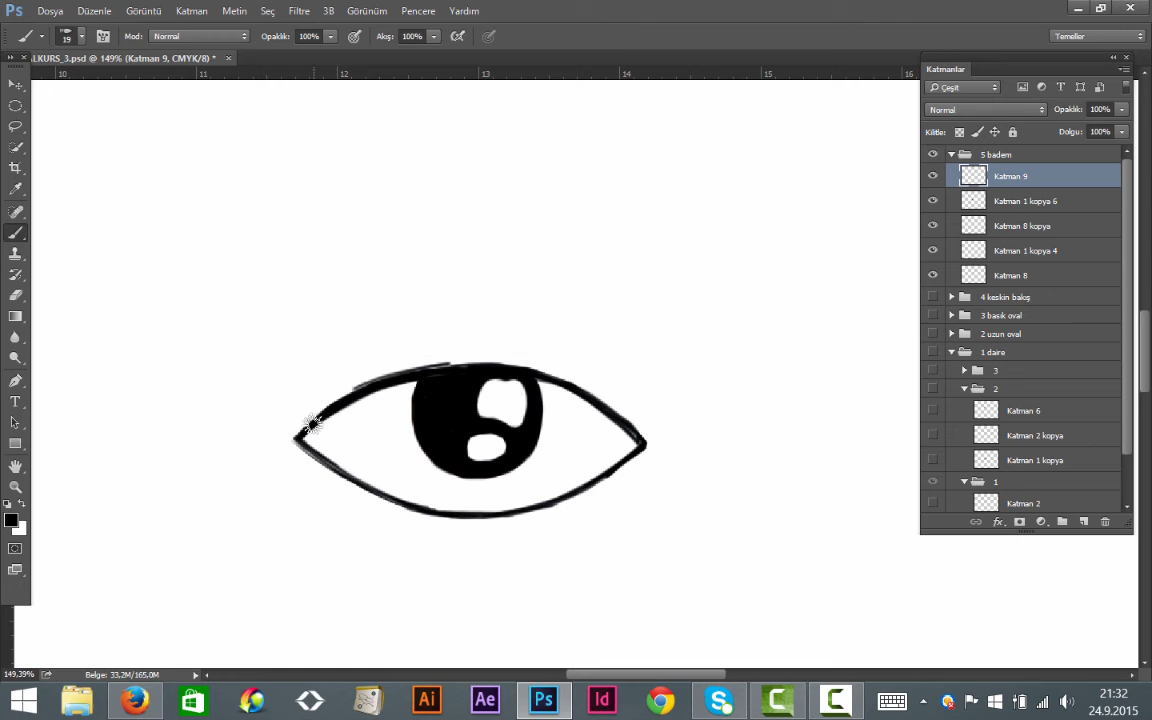 Ps Dosya Düzenle Görüntü Katman Metin Seç Filtre 3B Görünüm Pencere Yardım
19 Mod: Normal Opaklık: 100% Akış: 100% Temeller
LKURS_3.psd @ 149% (Katman 9, CMYK/8) *
10 11 12 13 14 15 16
Katmanlar
Çeşit
Normal Opaklık: 100%
Kilitle: Dolgu: 100%
5 badem
Katman 9
Katman 1 kopya 6
Katman 8 kopya
Katman 1 kopya 4
Katman 8
4 keskin bakış
3 basık oval
2 uzun oval
1 daire
3
2
Katman 6
Katman 2 kopya
Katman 1 kopya
1
Katman 2
fx
149,39% Belge: 33,2M/165,0M
Ai Ae Ps Id
21:32
24.9.2015